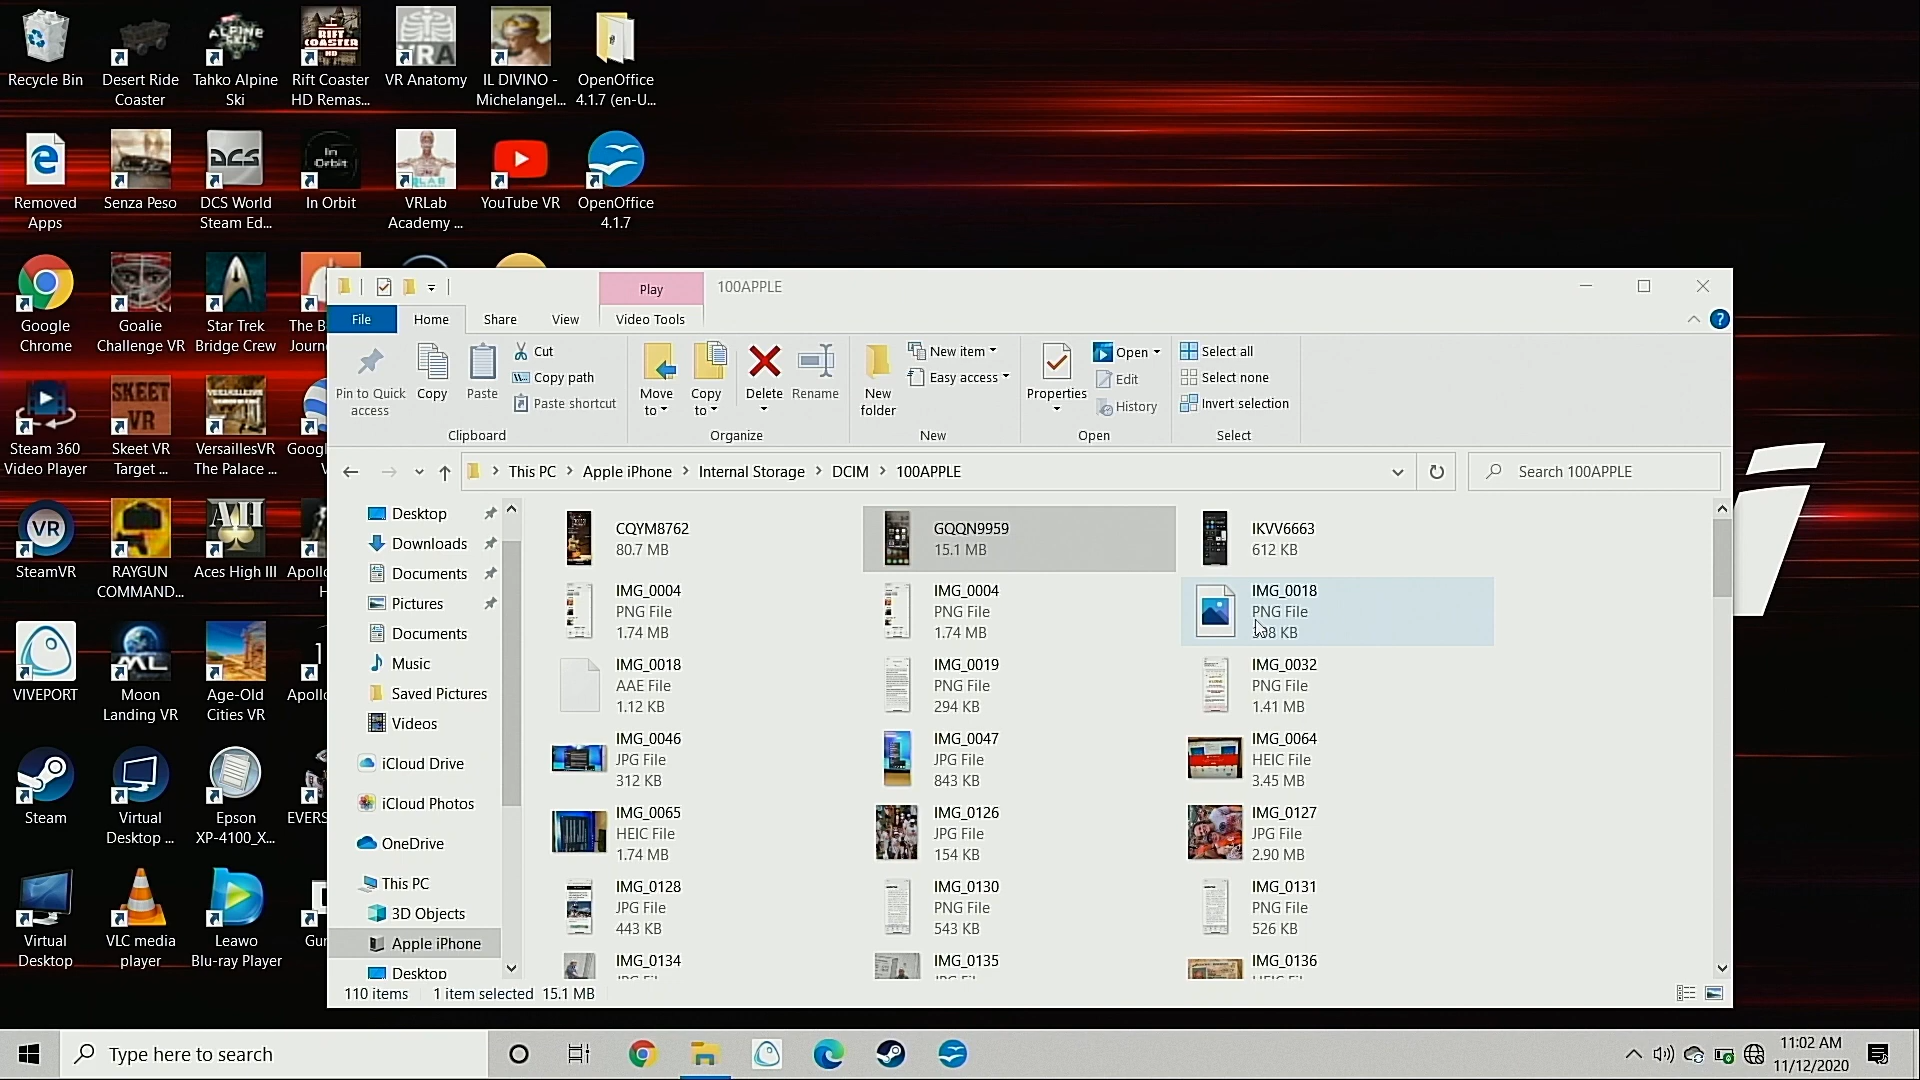 Recycle Bin
Desert Ride
Coaster
Tahko Alpine
Ski
Rift Coaster
HD Remas...
VR Anatomy
IL DIVINO -
Michelangel...
OpenOffice
4.1.7 (en-U...
Removed
Apps
Senza Peso
DCS World
Steam Ed...
In Orbit
VRLab
Academy ...
YouTube VR
OpenOffice
4.1.7
Google
Chrome
Goalie
Challenge VR
Star Trek
Bridge Crew
Steam 360
Video Player
Skeet VR
Target ...
VersaillesVR
The Palace ...
SteamVR
RAYGUN
COMMAND...
Aces High III
VIVEPORT
Moon
Landing VR
Age-Old
Cities VR
Steam
Virtual
Desktop ...
Epson
XP-4100_X...
EVERS
Virtual
Desktop
VLC media
player
Leawo
Blu-ray Player
Play
100APPLE
File
Home
Share
View
Video Tools
Pin to Quick
access
Copy
Paste
Cut
Copy path
Paste shortcut
Clipboard
Move
to
Copy
to
Delete
Rename
Organize
New
folder
New item
Easy access
New
Properties
Open
Edit
History
Open
Select all
Select none
Invert selection
Select
This PC
Apple iPhone
Internal Storage
DCIM
100APPLE
Search 100APPLE
Desktop
Downloads
Documents
Pictures
Documents
Music
Saved Pictures
Videos
iCloud Drive
iCloud Photos
OneDrive
This PC
3D Objects
Apple iPhone
Desktop
CQYM8762
80.7 MB
GQQN9959
15.1 MB
IKVV6663
612 KB
IMG_0004
PNG File
1.74 MB
IMG_0004
PNG File
1.74 MB
IMG_0018
PNG File
KB
IMG_0018
AAE File
1.12 KB
IMG_0019
PNG File
294 KB
IMG_0032
PNG File
1.41 MB
IMG_0046
JPG File
312 KB
IMG_0047
JPG File
843 KB
IMG_0064
HEIC File
3.45 MB
IMG_0065
HEIC File
1.74 MB
IMG_0126
JPG File
154 KB
IMG_0127
JPG File
2.90 MB
IMG_0128
JPG File
443 KB
IMG_0130
PNG File
543 KB
IMG_0131
PNG File
526 KB
IMG_0134
IMG_0135
IMG_0136
110 items
1 item selected 15.1 MB
Type here to search
11:02 AM
11/12/2020